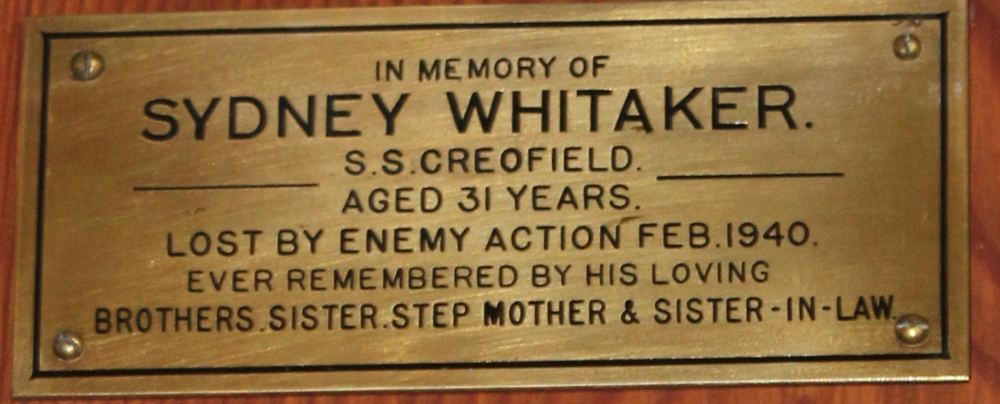 IN MEMORY OF
SYDNEY WHITAKER.
S.S.CREOFIELD.
AGED 31 YEARS.
LOST BY ENEMY ACTION FEB.1940.
EVER REMEMBERED BY HIS LOVING
BROTHERS.SISTER.STEP MOTHER & SISTER-IN-LAW.